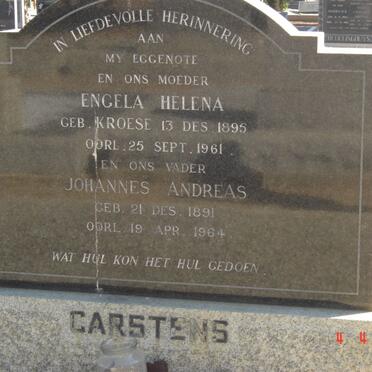 IN LIEFDEVOLLE HERINNERING
AAN
MY EGGENOTE
EN ONS MOEDER
ENGELA HELENA
GEB. KROESE 13 DES. 1895
OORL. 25 SEPT. 1961
EN ONS VADER
JOHANNES ANDREAS
GEB. 21 DES. 1891
OORL. 19 APR. 1964
WAT HUL KON HET HUL GEDOEN.
CARSTENS
4 4